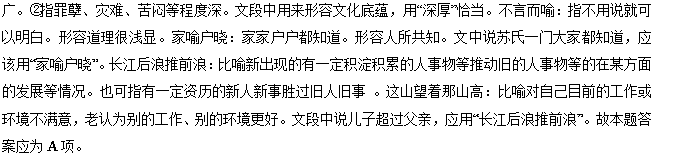 广。②指罪孽、灾难、苦闷等程度深。文段中用来形容文化底蕴，用“深厚”恰当。不言而喻：指不用说就可
以明白。形容道理很浅显。家喻户晓：家家户户都知道。形容人所共知。文中说苏氏一门大家都知道，应
该用“家喻户晓”。长江后浪推前浪：比喻新出现的有一定积淀积累的人事物等推动旧的人事物等的在某方面
的发展等情况。也可指有一定资历的新人新事胜过旧人旧事 。这山望着那山高：比喻对自己目前的工作或
环境不满意，老认为别的工作、别的环境更好。文段中说儿子超过父亲，应用“长江后浪推前浪”。故本题答
案应为 A 项。